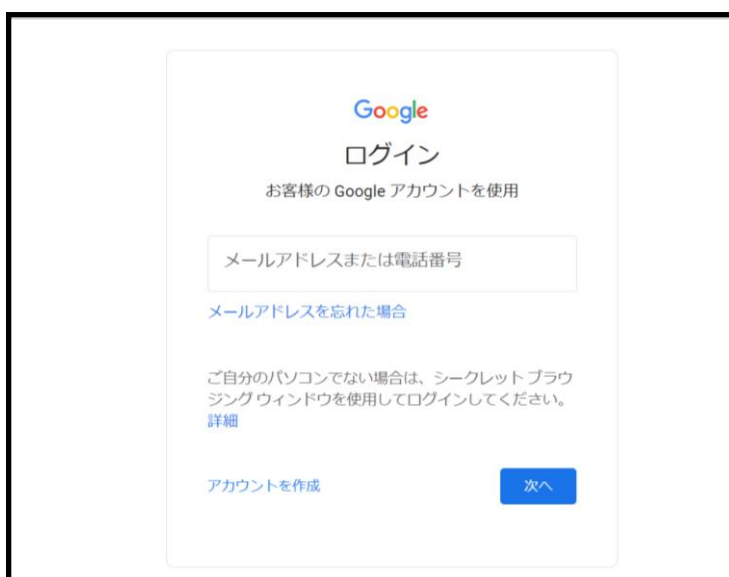 Google
ログイン
お客様の Google アカウントを使用
メールアドレスまたは電話番号
メールアドレスを忘れた場合
ご自分のパソコンでない場合は、シークレット ブラウ
ジング ウィンドウを使用してログインしてください。
詳細
アカウントを作成
次へ